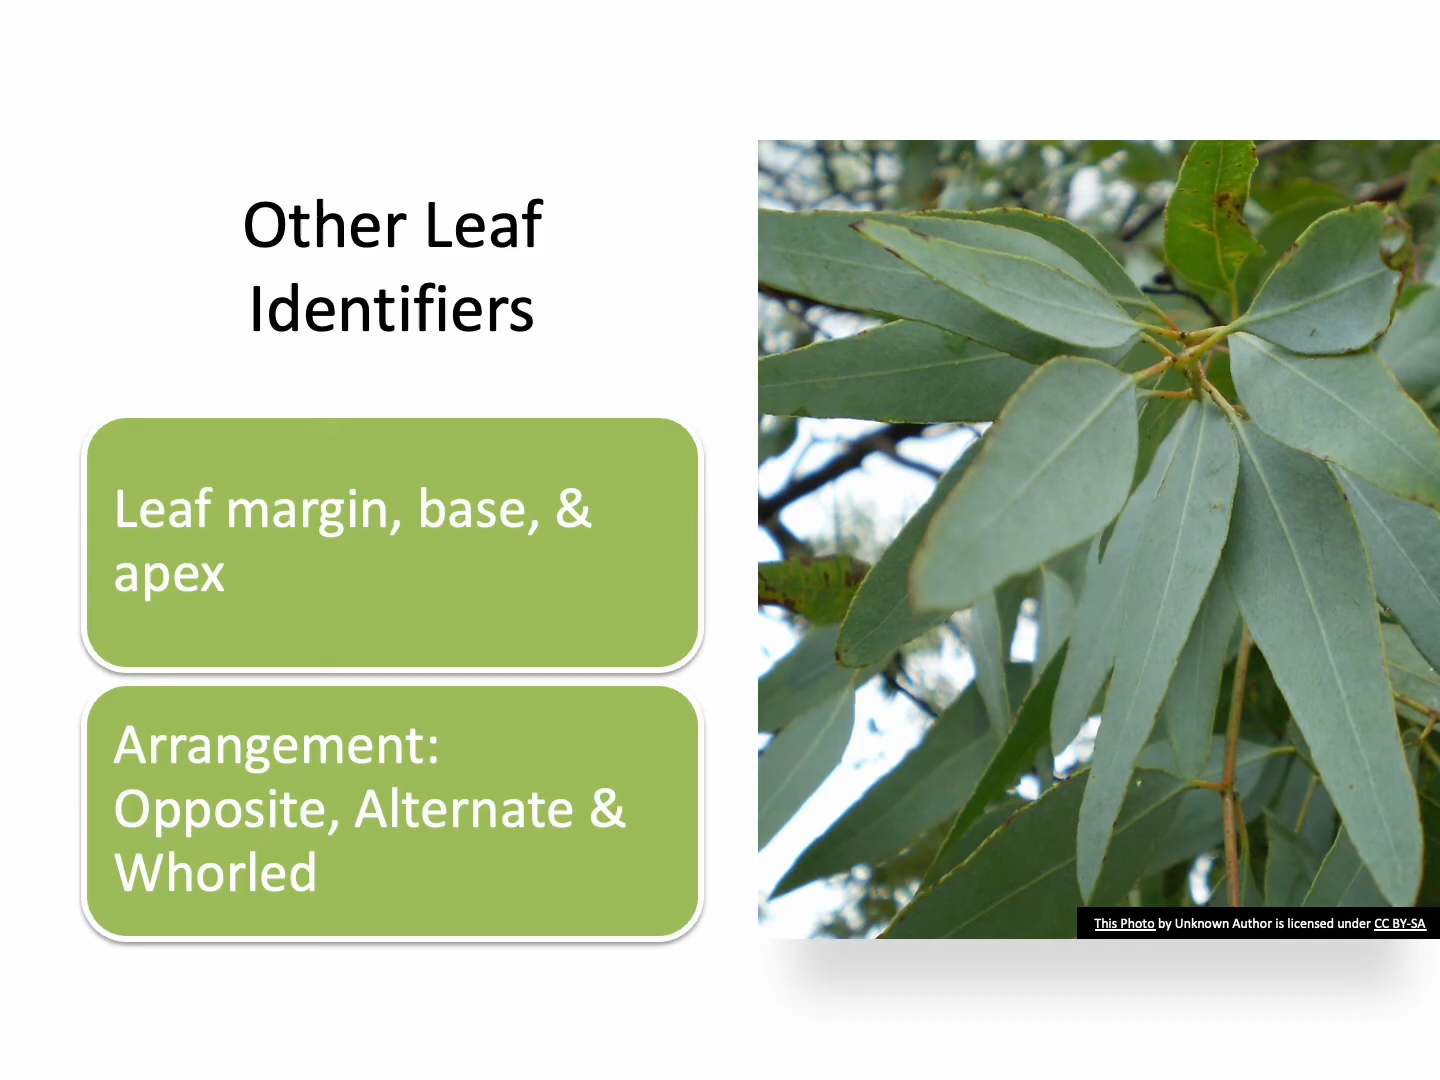 Other Leaf
Identifiers
Leaf margin, base, &
apex
Arrangement:
Opposite, Alternate &
Whorled
This Photo by Unknown Author is licensed under CC BY-SA